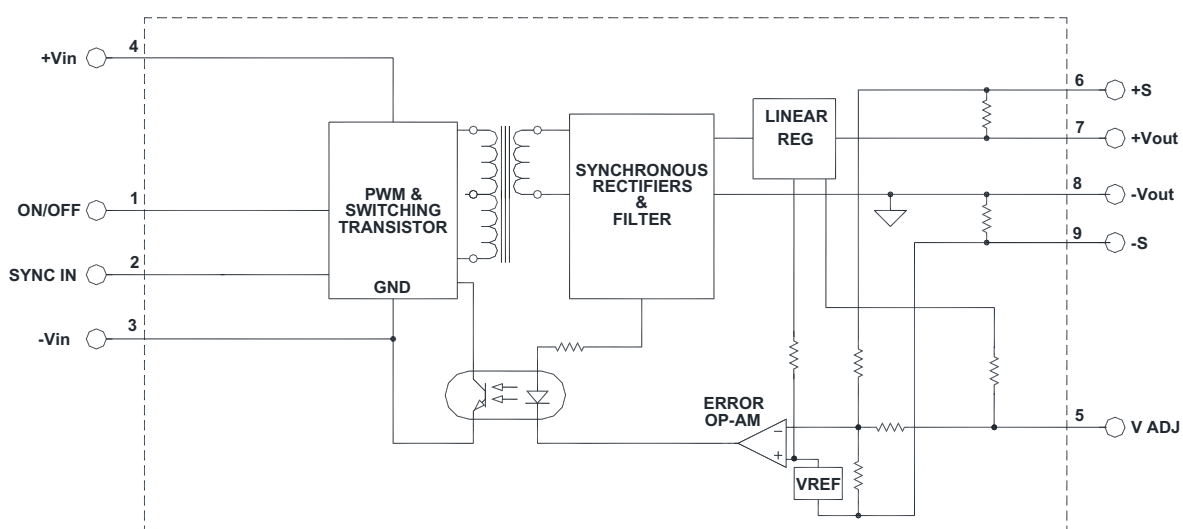 +Vin
4
ON/OFF
1
SYNC IN
2
-Vin
3
PWM &
SWITCHING
TRANSISTOR
GND
SYNCHRONOUS
RECTIFIERS
&
FILTER
LINEAR
REG
6
+S
7
+Vout
8
-Vout
9
-S
5
V ADJ
ERROR
OP-AM
−
+
VREF